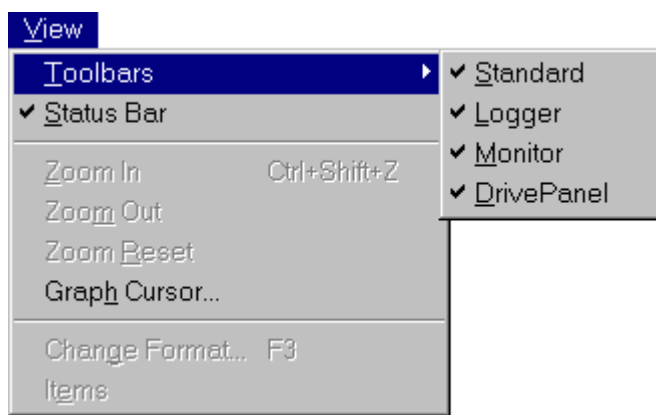 View
Toolbars
Status Bar
Zoom In Ctrl+Shift+Z
Zoom Out
Zoom Reset
Graph Cursor...
Change Format... F3
Items
Standard
Logger
Monitor
DrivePanel